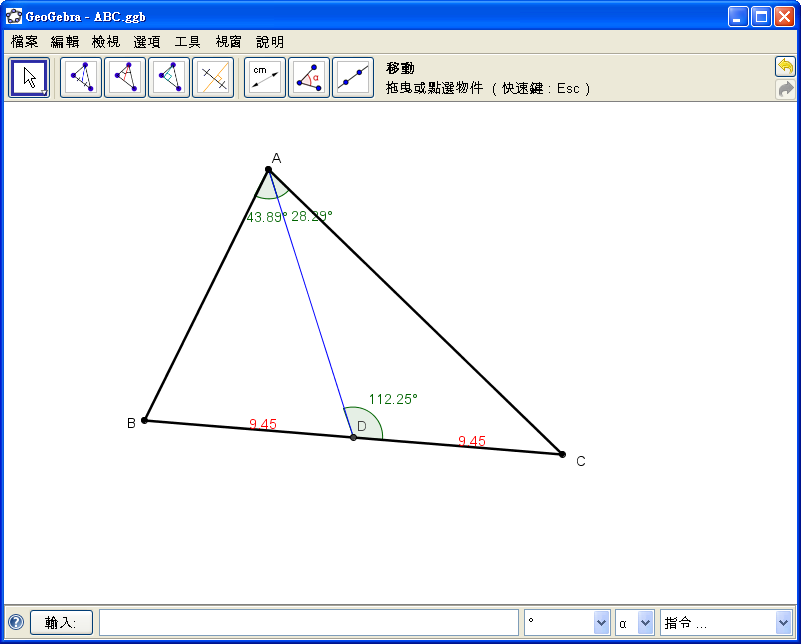 GeoGebra - ABC.ggb
檔案 編輯 檢視 選項 工具 視窗 說明
cm
α
移動
拖曳或點選物件 ( 快速鍵 : Esc )
A
43.89° 28.29°
112.25°
B
9.45
D
9.45
C
輸入:
° α 指令 ...